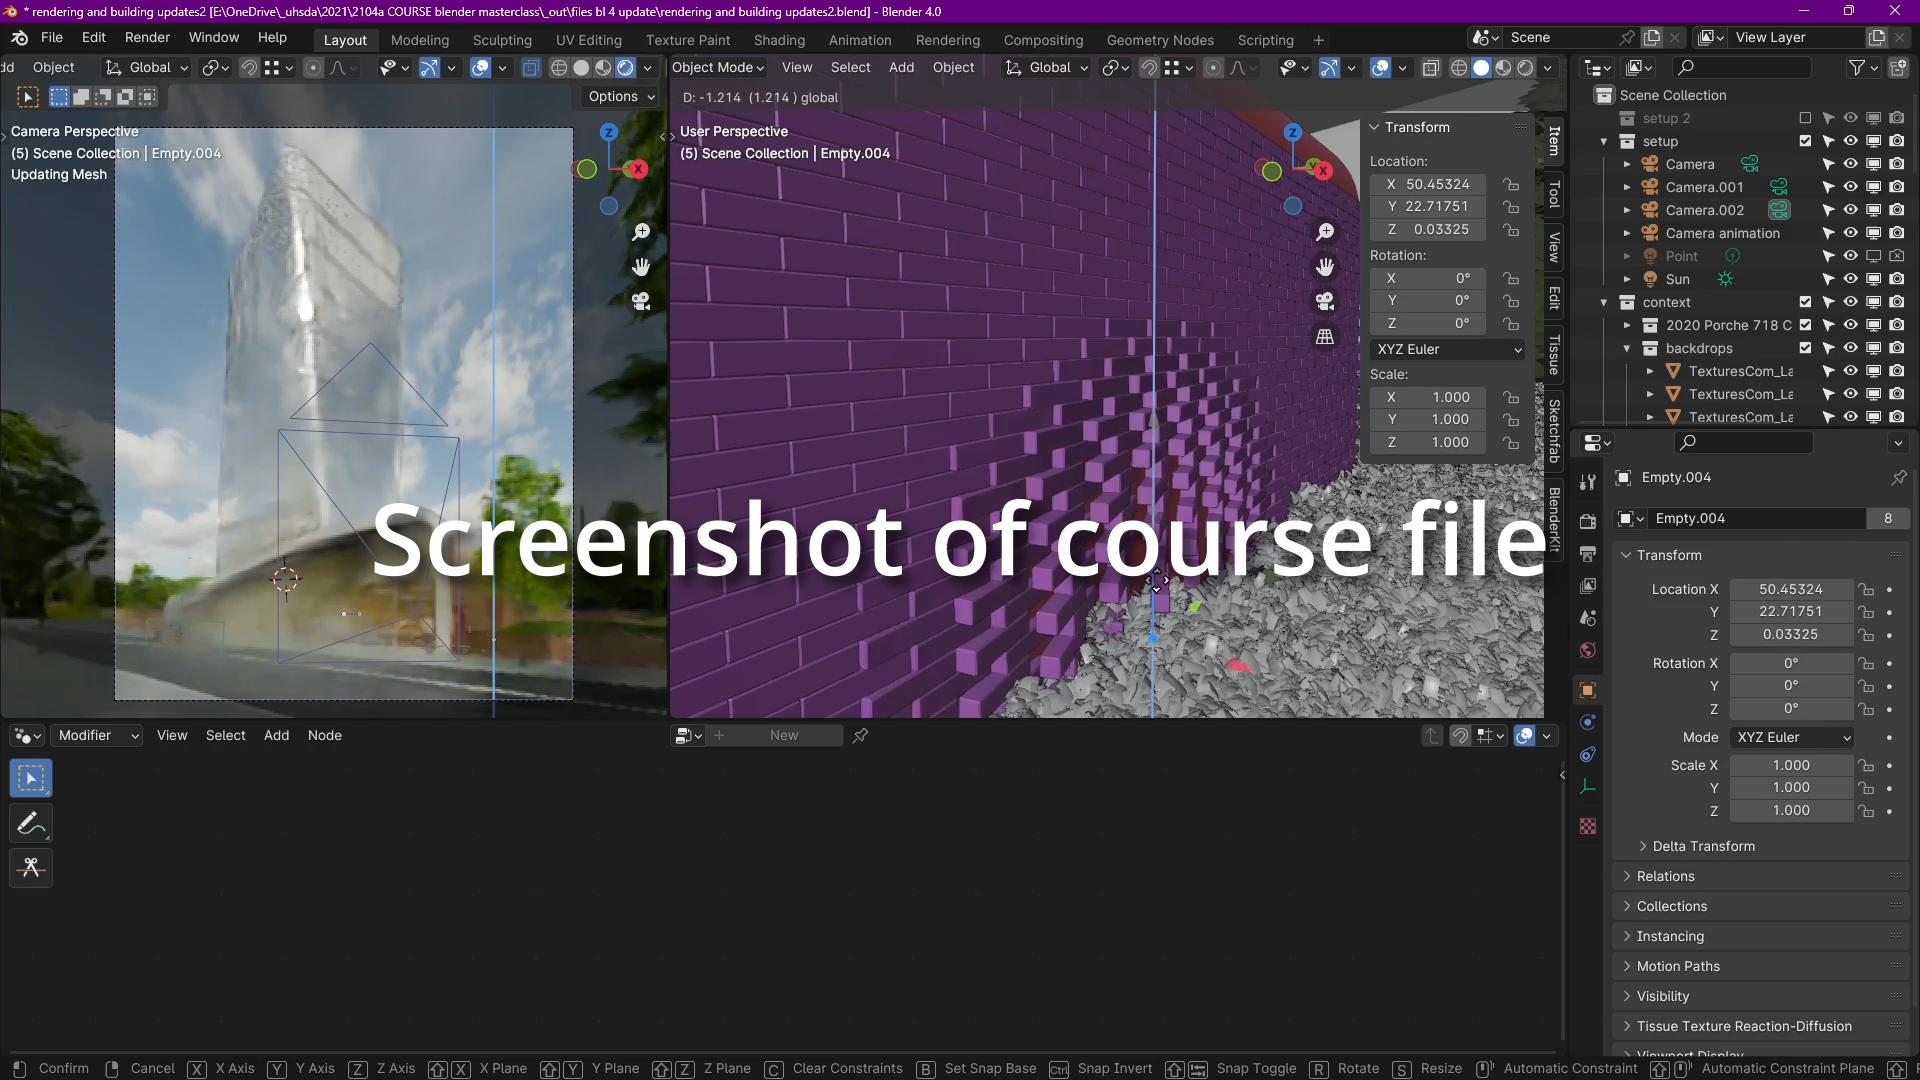 * rendering and building updates2 [E:\OneDrive\_uhsda\2021\2104a COURSE blender masterclass\_out\files bl 4 update\rendering and building updates2.blend] - Blender 4.0
File Edit Render Window Help Layout Modeling Sculpting UV Editing Texture Paint Shading Animation Rendering Compositing Geometry Nodes Scripting + Scene View Layer
dd Object Global Object Mode View Select Add Object Global
Options
D: -1.214 (1.214 ) global
Camera Perspective
(5) Scene Collection | Empty.004
Updating Mesh
Z
X
User Perspective
(5) Scene Collection | Empty.004
Z
Y
X
Transform
Location:
X 50.45324
Y 22.71751
Z 0.03325
Rotation:
X 0°
Y 0°
Z 0°
XYZ Euler
Scale:
X 1.000
Y 1.000
Z 1.000
Item
Tool
View
Edit
Tissue
Sketchfab
BlenderKit
Scene Collection
setup 2
setup
Camera
Camera.001
Camera.002
Camera animation
Point
Sun
context
2020 Porche 718 C
backdrops
TexturesCom_La
TexturesCom_La
TexturesCom_La
Screenshot of course file
Empty.004
Empty.004 8
Transform
Location X 50.45324
Y 22.71751
Z 0.03325
Rotation X 0°
Y 0°
Z 0°
Mode XYZ Euler
Scale X 1.000
Y 1.000
Z 1.000
Delta Transform
Relations
Collections
Instancing
Motion Paths
Visibility
Tissue Texture Reaction-Diffusion
Viewport Display
Modifier View Select Add Node
+ New
Confirm Cancel X X Axis Y Y Axis Z Z Axis X X Plane Y Y Plane Z Z Plane C Clear Constraints B Set Snap Base Ctrl Snap Invert Snap Toggle R Rotate S Resize Automatic Constraint Automatic Constraint Plane